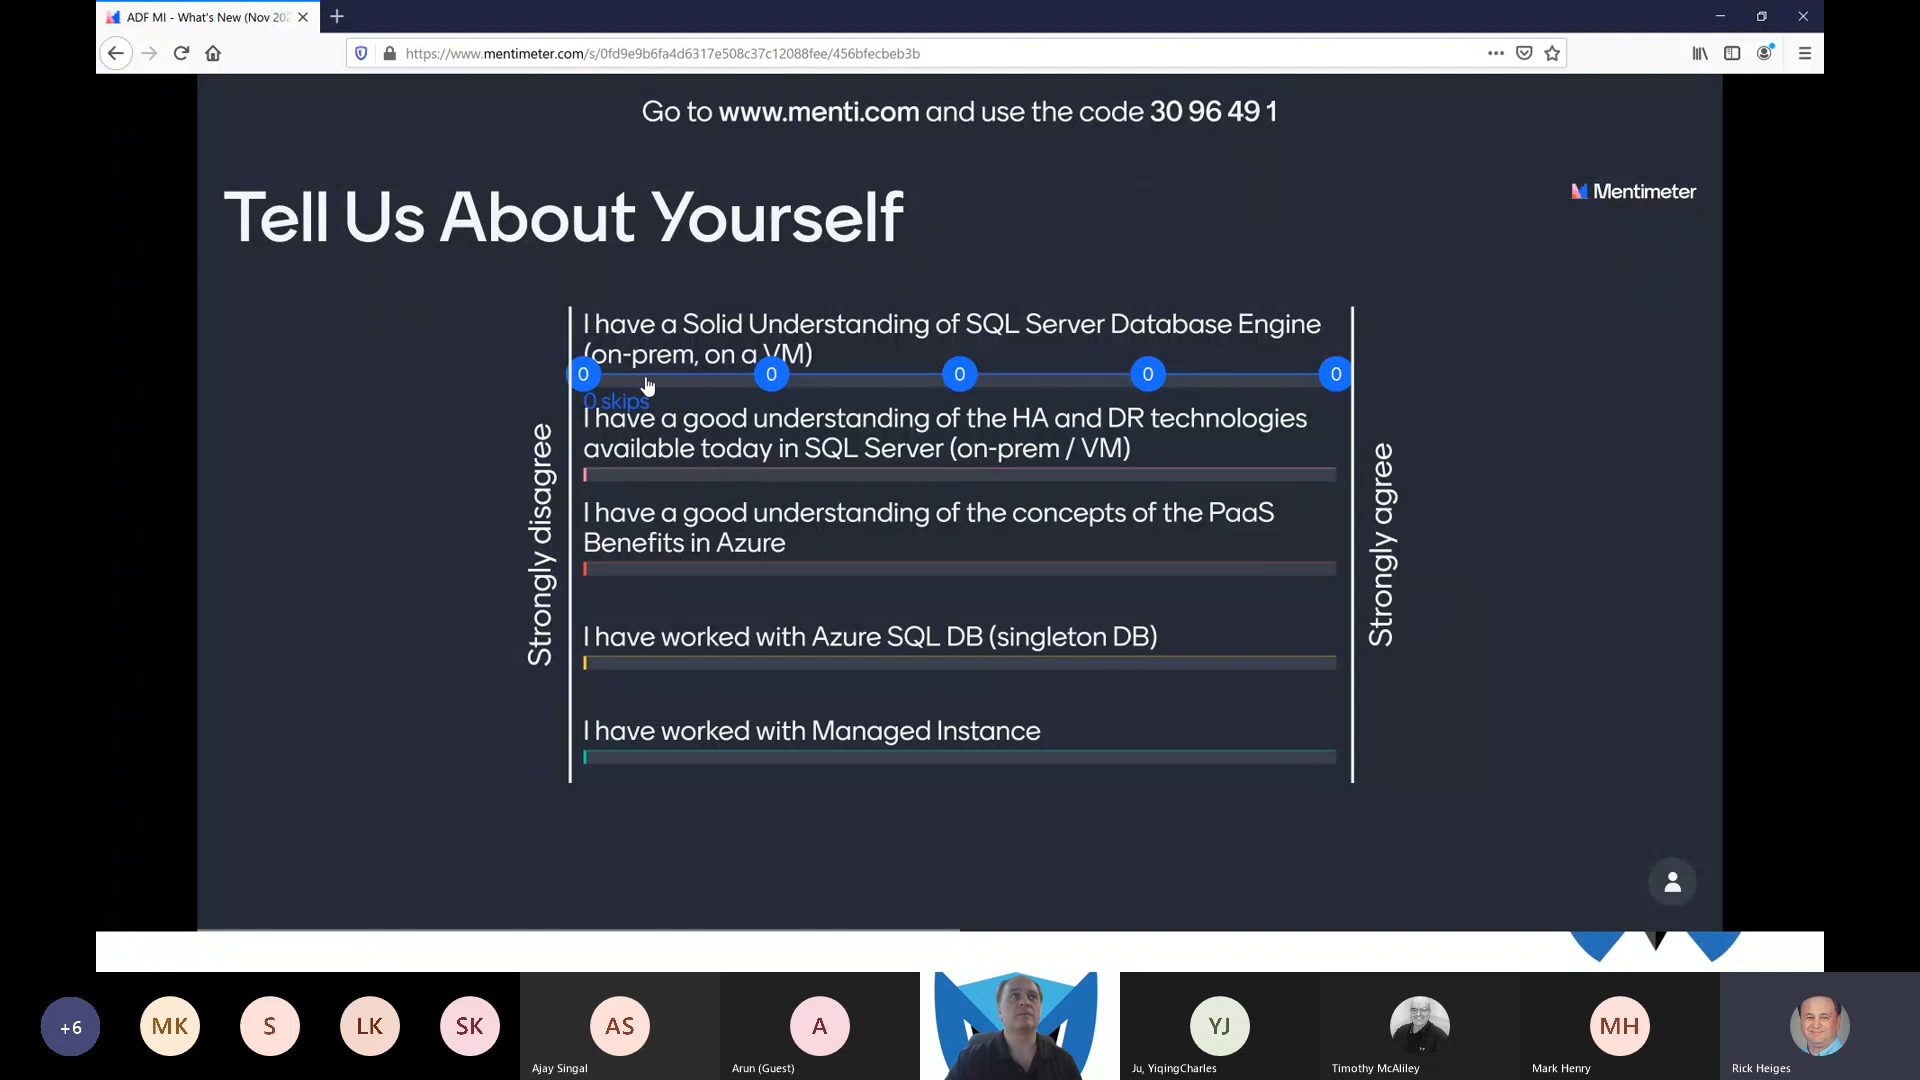 ADF MI - What's New (Nov 202
https://www.mentimeter.com/s/0fd9e9b6fa4d6317e508c37c12088fee/456bfecbeb3b
Go to www.menti.com and use the code 30 96 49 1
Tell Us About Yourself
Mentimeter
I have a Solid Understanding of SQL Server Database Engine
(on-prem, on a VM)
0 0 0 0 0
0 skips
I have a good understanding of the HA and DR technologies
available today in SQL Server (on-prem / VM)
I have a good understanding of the concepts of the PaaS
Benefits in Azure
I have worked with Azure SQL DB (singleton DB)
I have worked with Managed Instance
Strongly disagree
Strongly agree
+6
MK
S
LK
SK
AS
Ajay Singal
A
Arun (Guest)
YJ
Ju, YiqingCharles
Timothy McAliley
MH
Mark Henry
Rick Heiges